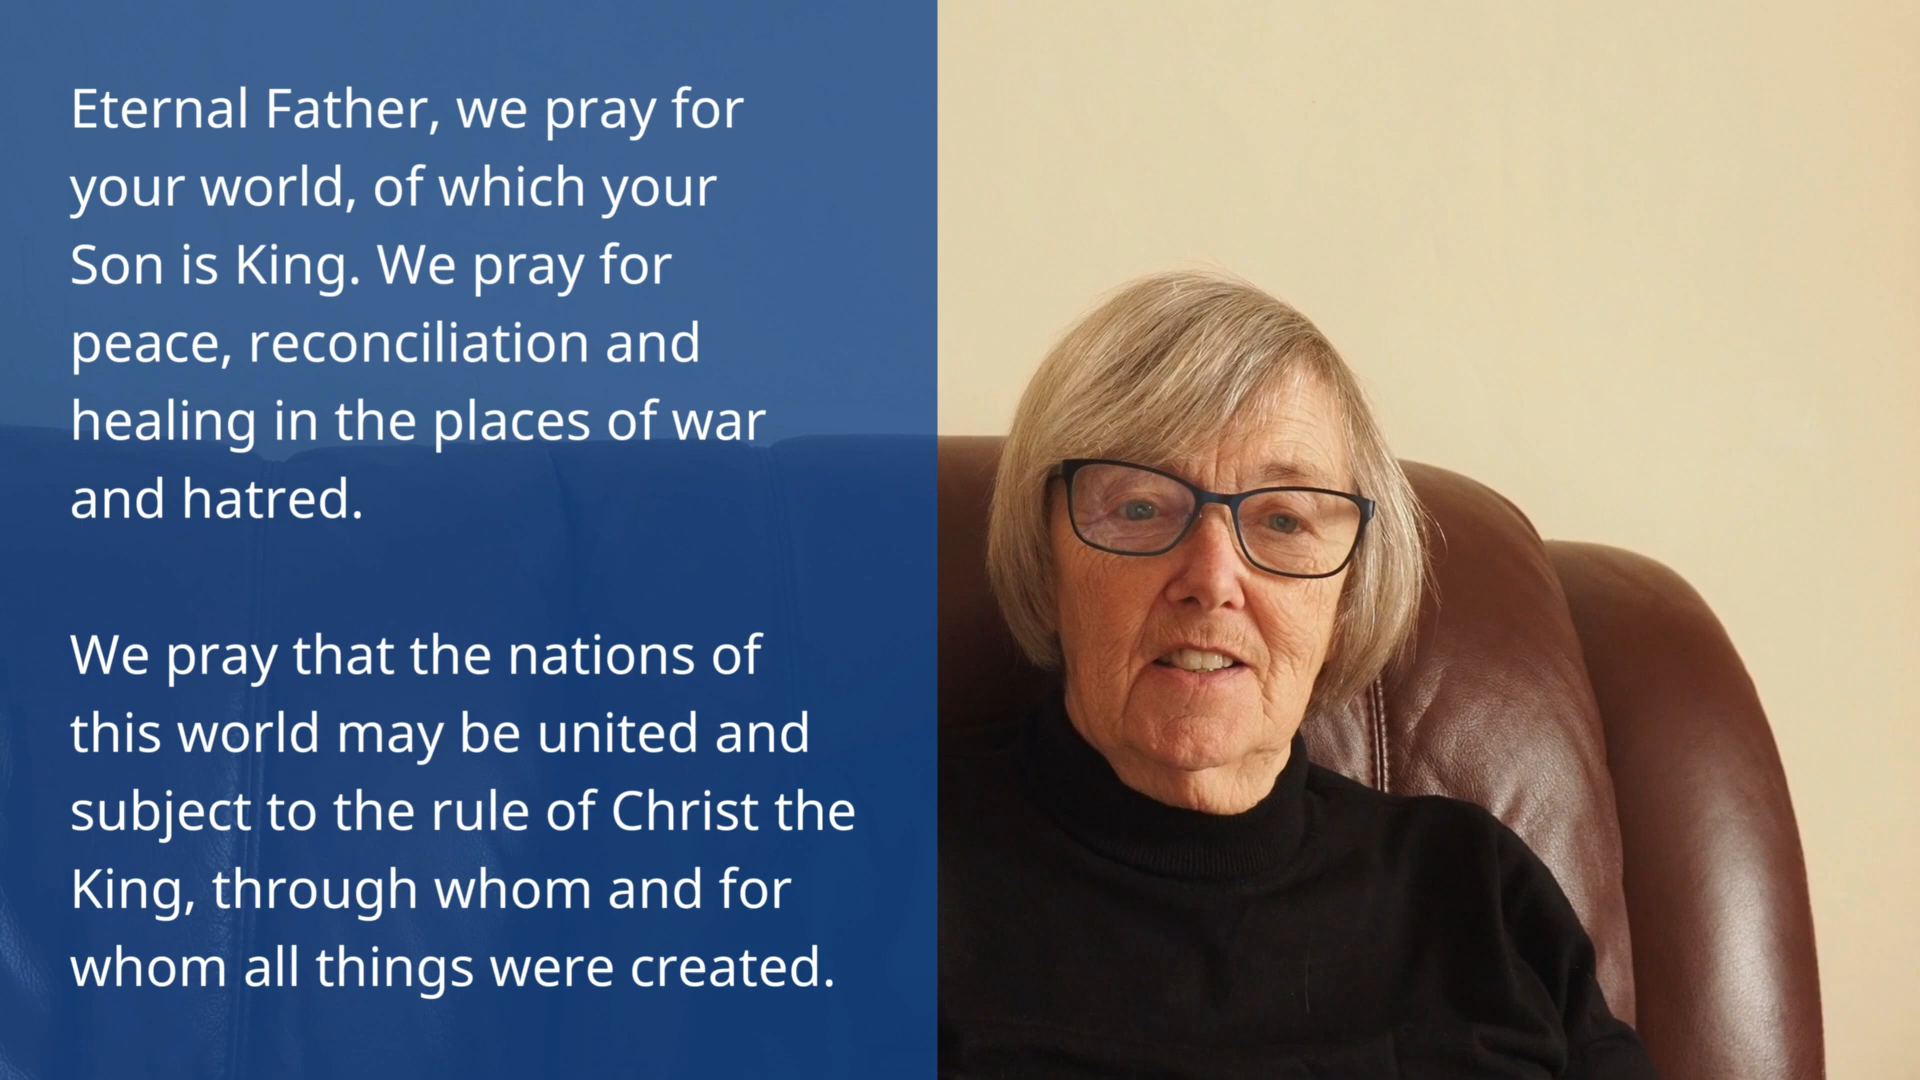 Eternal Father, we pray for
your world, of which your
Son is King. We pray for
peace, reconciliation and
healing in the places of war
and hatred.
We pray that the nations of
this world may be united and
subject to the rule of Christ the
King, through whom and for
whom all things were created.